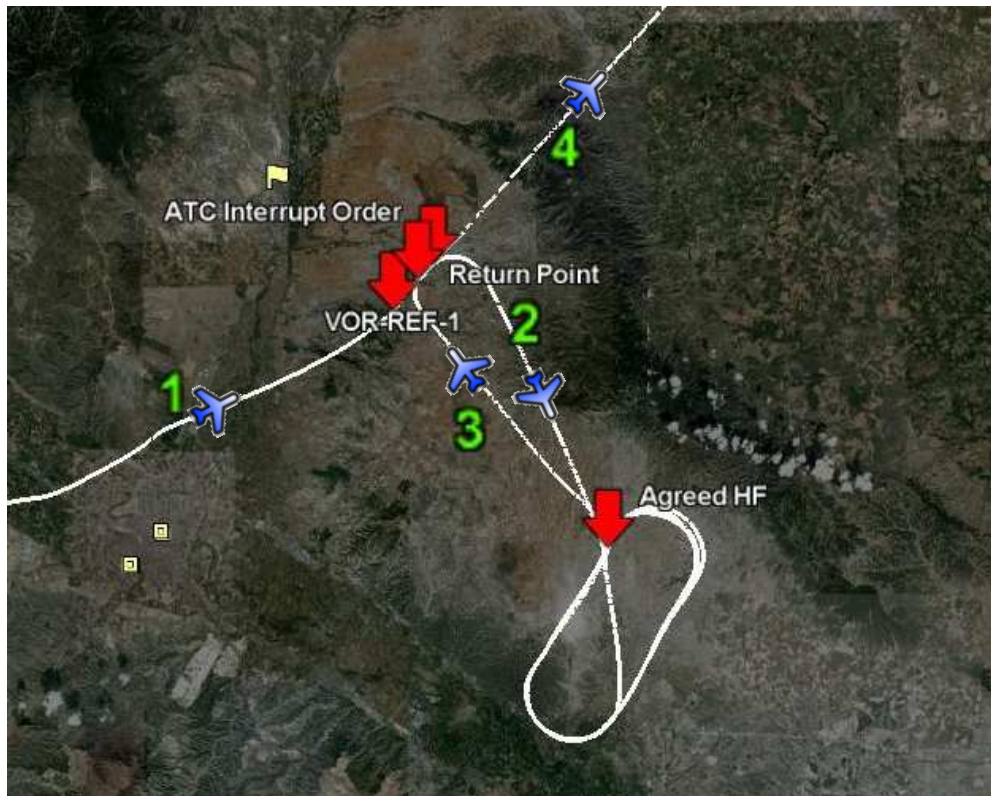 4
ATC Interrupt Order
Return Point
VOR-REF-1
2
1
3
Agreed HF